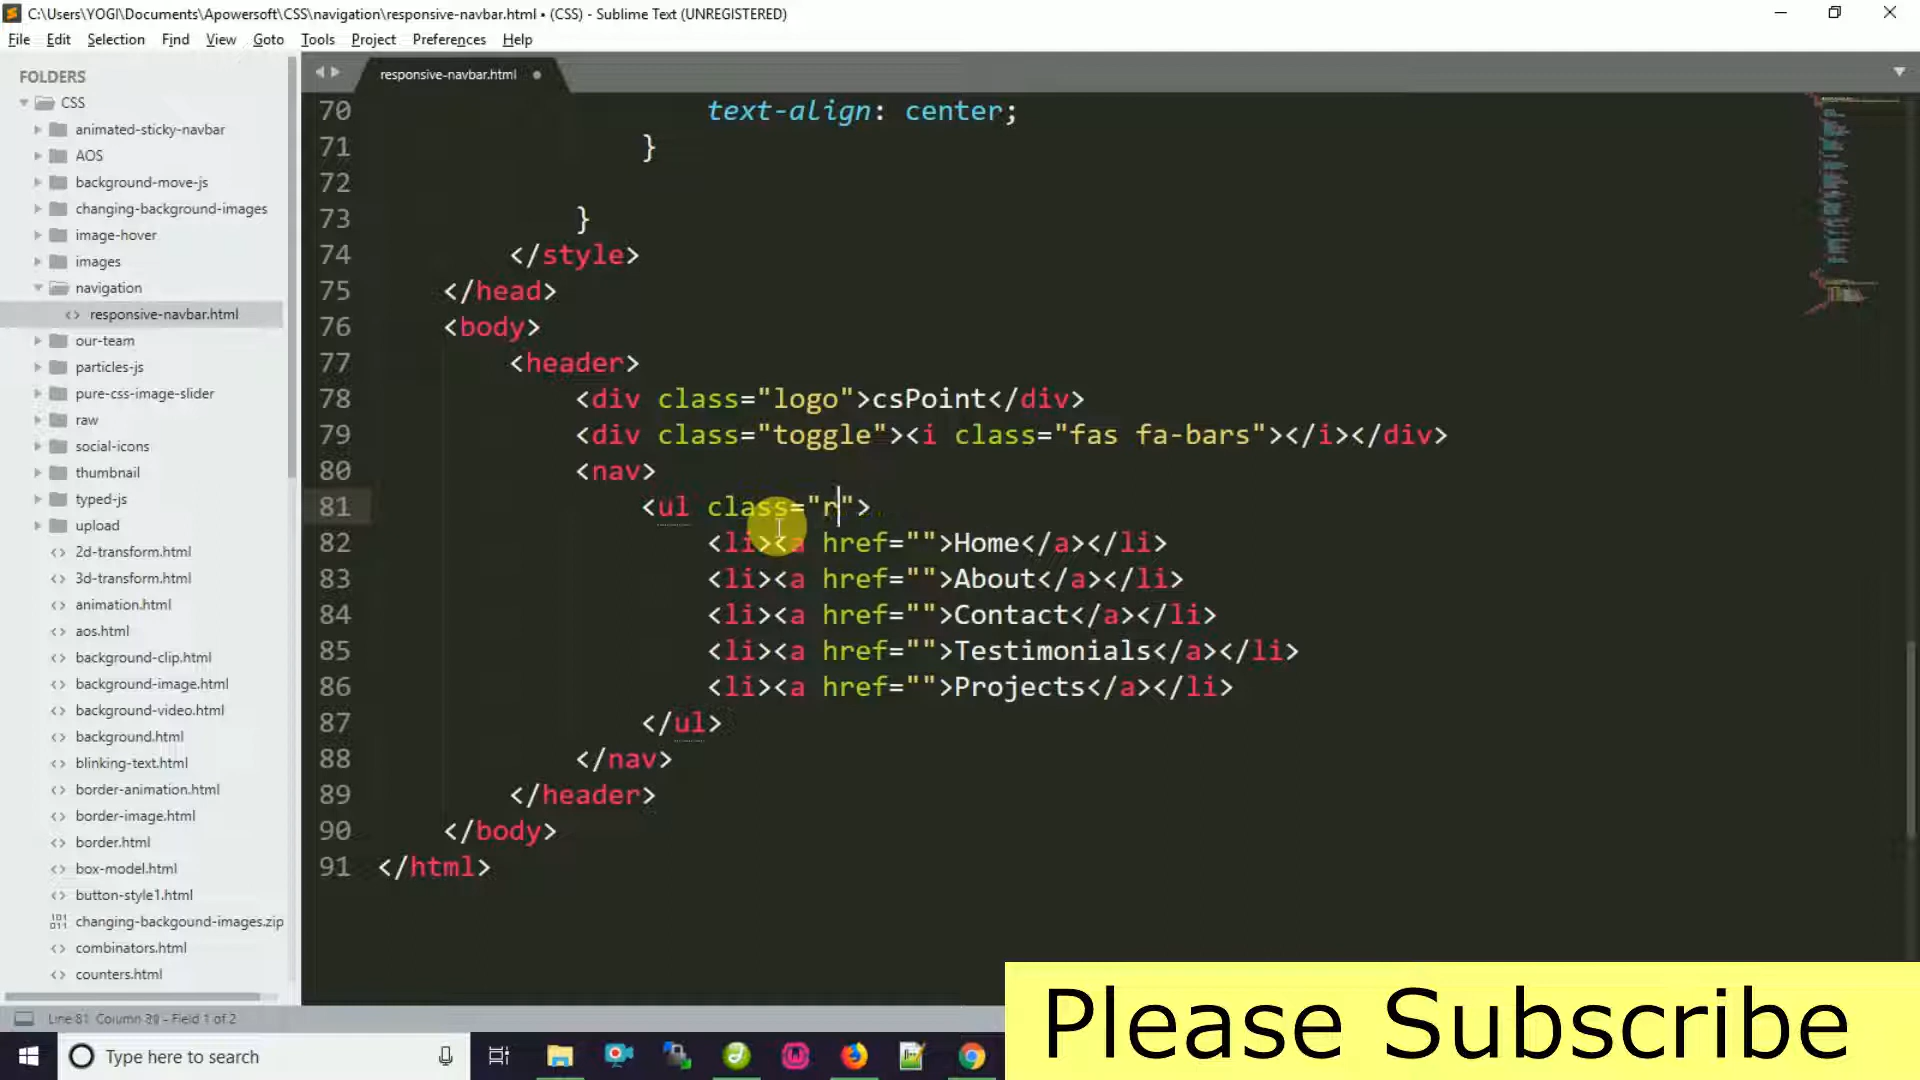 C:\Users\YOGI\Documents\Apowersoft\CSS\navigation\responsive-navbar.html • (CSS) - Sublime Text (UNREGISTERED)
File Edit Selection Find View Goto Tools Project Preferences Help
FOLDERS
CSS
animated-sticky-navbar
AOS
background-move-js
changing-background-images
image-hover
images
navigation
responsive-navbar.html
our-team
particles-js
pure-css-image-slider
raw
social-icons
thumbnail
typed-js
upload
2d-transform.html
3d-transform.html
animation.html
aos.html
background-clip.html
background-image.html
background-video.html
background.html
blinking-text.html
border-animation.html
border-image.html
border.html
box-model.html
button-style1.html
changing-backgound-images.zip
combinators.html
counters.html
responsive-navbar.html
70 text-align: center;
71 }
72
73 }
74 </style>
75 </head>
76 <body>
77 <header>
78 <div class="logo">csPoint</div>
79 <div class="toggle"><i class="fas fa-bars"></i></div>
80 <nav>
81 <ul class="r">
82 <li><a href="">Home</a></li>
83 <li><a href="">About</a></li>
84 <li><a href="">Contact</a></li>
85 <li><a href="">Testimonials</a></li>
86 <li><a href="">Projects</a></li>
87 </ul>
88 </nav>
89 </header>
90 </body>
91 </html>
Line 81 Column 39 - Field 1 of 2
Type here to search
Please Subscribe